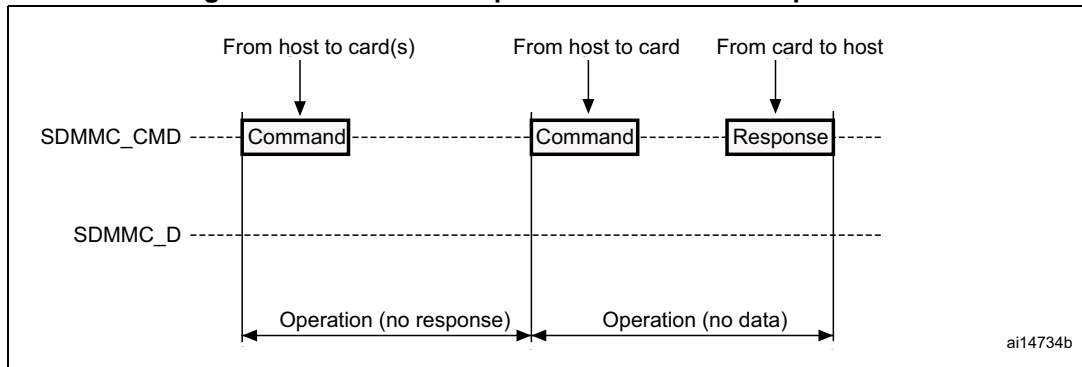 From host to card(s) From host to card From card to host
SDMMC_CMD Command Command Response
SDMMC_D
Operation (no response) Operation (no data)
ai14734b